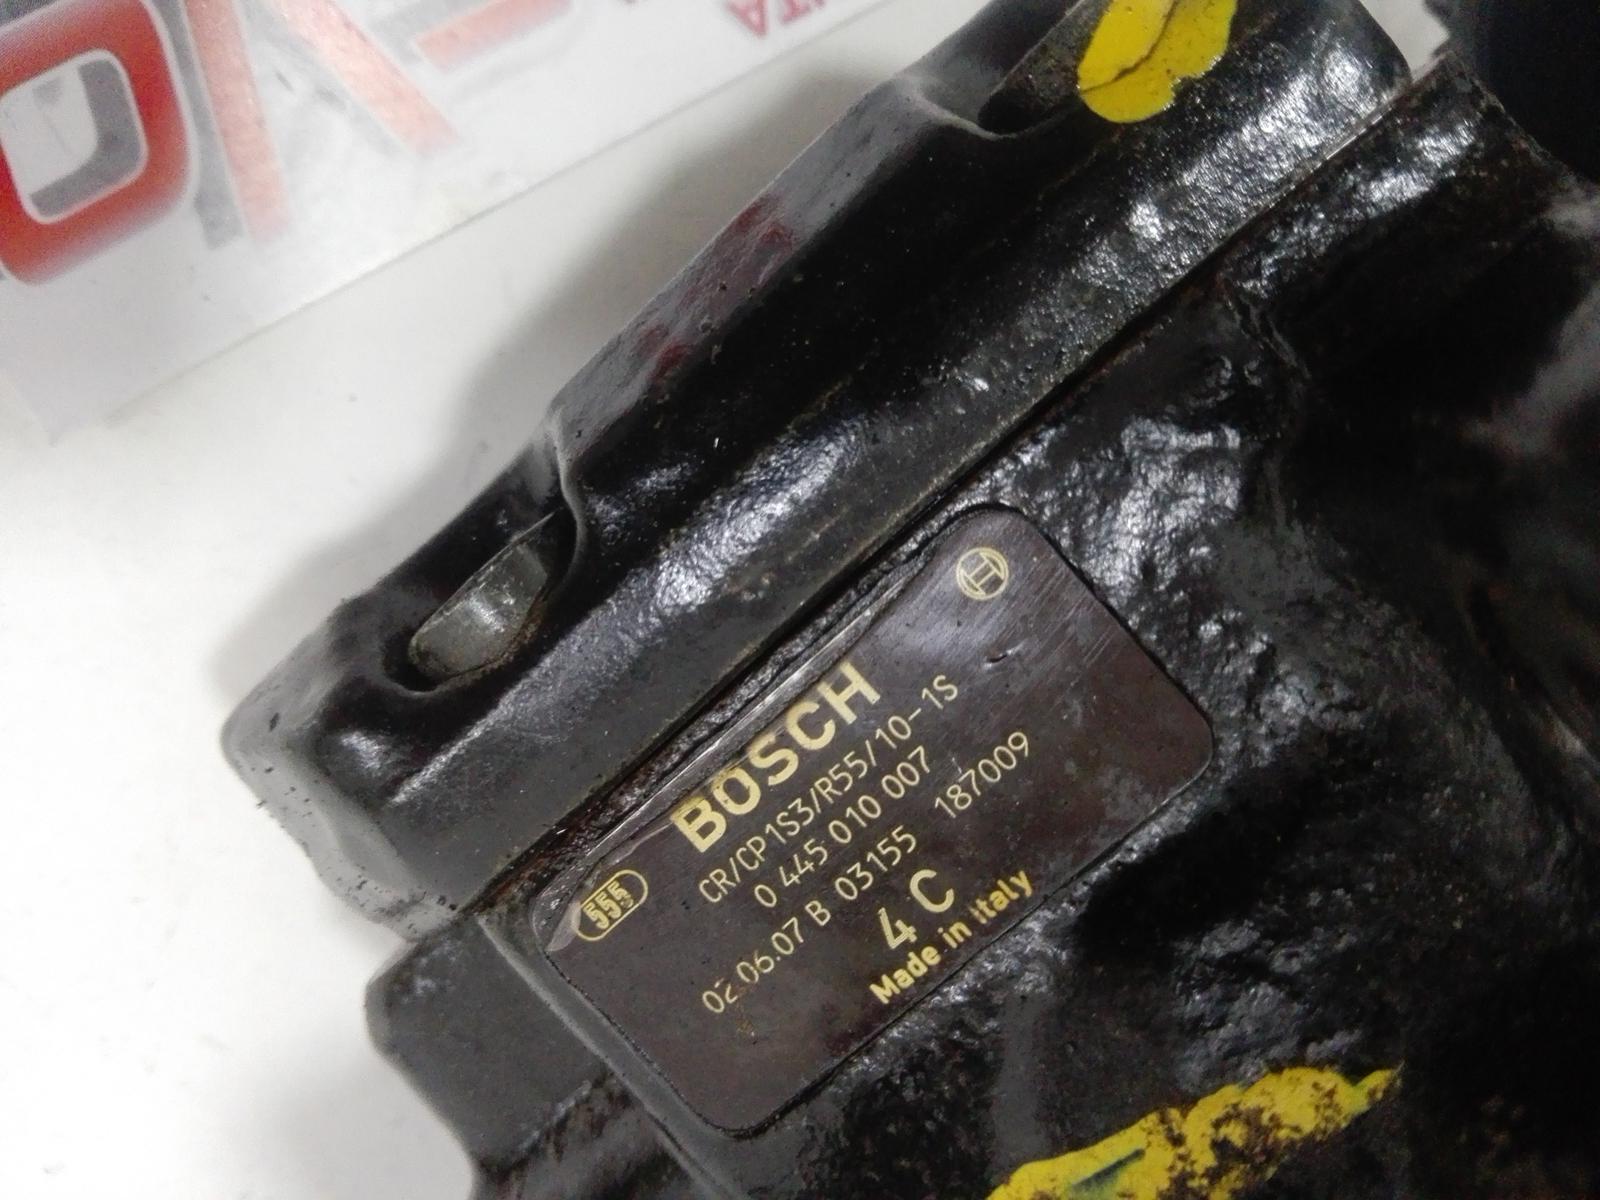 BOSCH
CR/CP1S3/R55/10-1S
0 445 010 007
02.06.07 B 03155 187009
4 C
Made in Italy
555